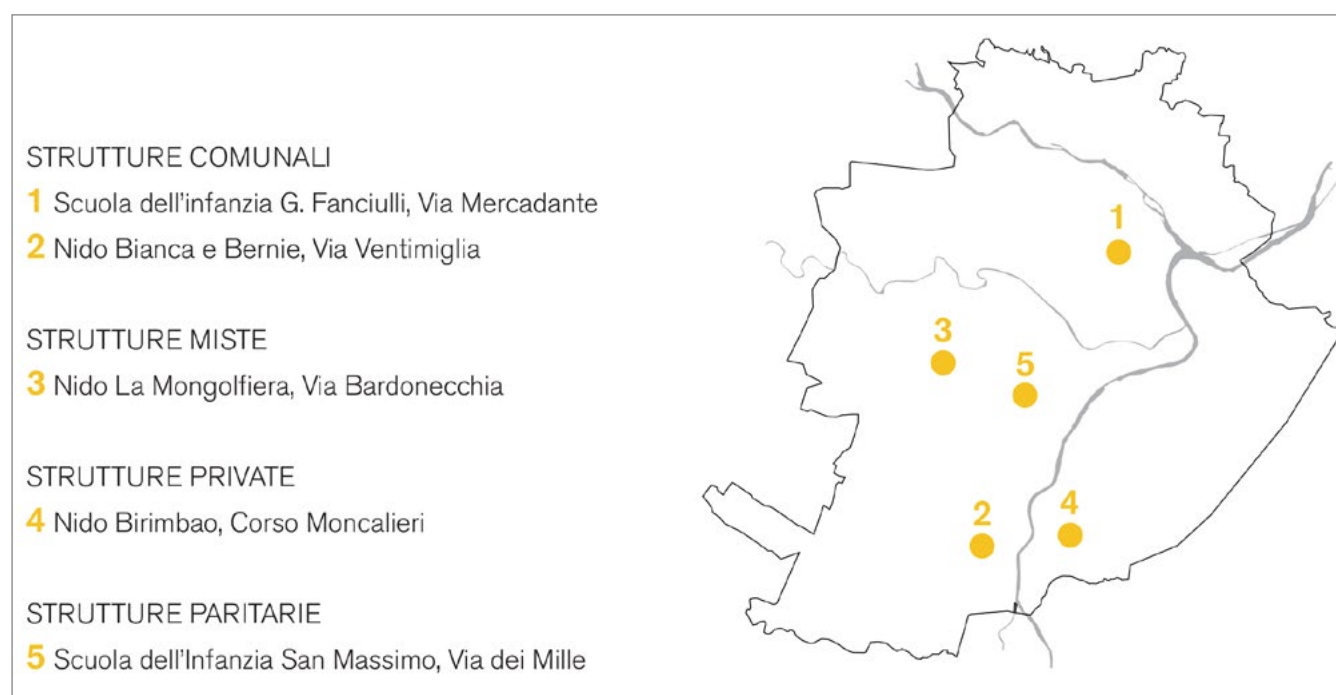 STRUTTURE COMUNALI
1 Scuola dell'infanzia G. Fanciulli, Via Mercadante
2 Nido Bianca e Bernie, Via Ventimiglia
STRUTTURE MISTE
3 Nido La Mongolfiera, Via Bardonecchia
STRUTTURE PRIVATE
4 Nido Birimbao, Corso Moncalieri
STRUTTURE PARITARIE
5 Scuola dell'Infanzia San Massimo, Via dei Mille
1
3
5
2
4